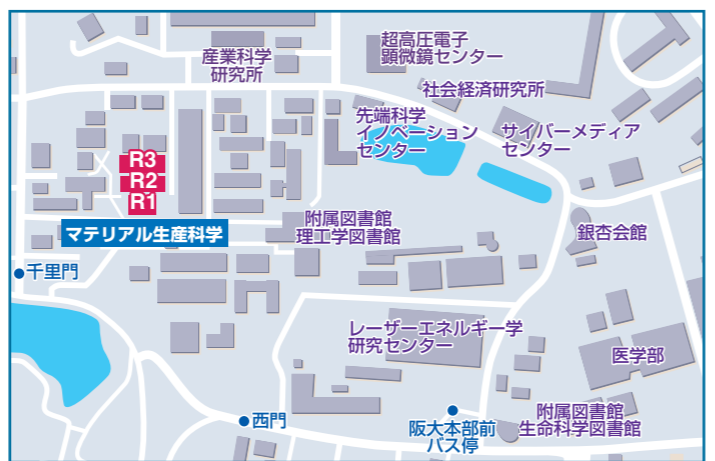 産業科学
研究所
超高圧電子
顕微鏡センター
社会経済研究所
先端科学
イノベーション
センター
サイバーメディア
センター
R3
R2
R1
マテリアル生産科学
附属図書館
理工学図書館
銀杏会館
千里門
レーザーエネルギー学
研究センター
医学部
西門
阪大本部前
バス停
附属図書館
生命科学図書館